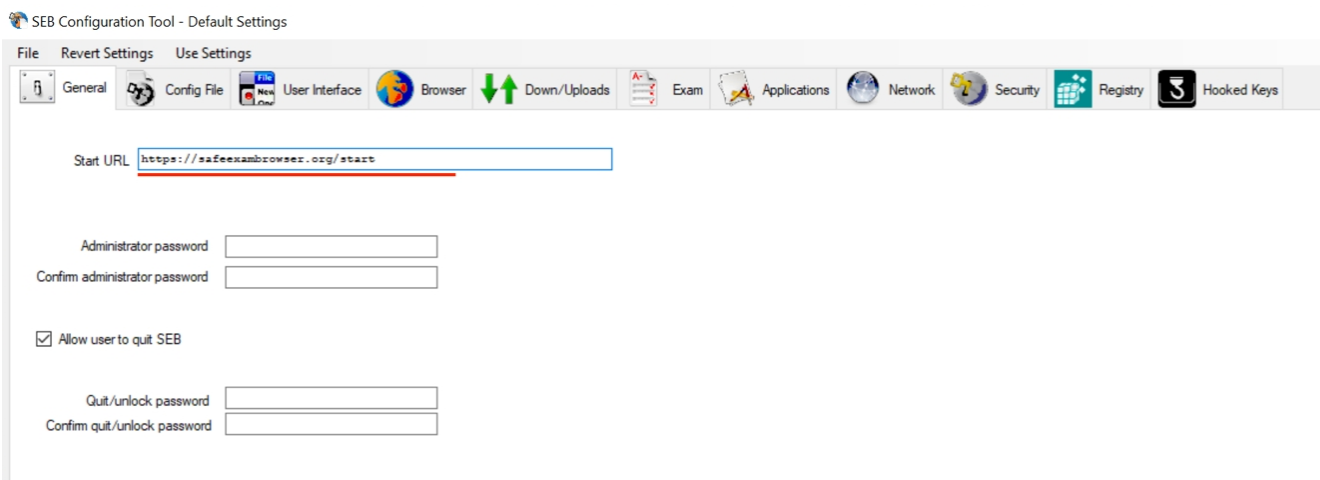 SEB Configuration Tool - Default Settings
File Revert Settings Use Settings
General Config File User Interface Browser Down/Uploads Exam Applications Network Security Registry Hooked Keys
Start URL https://safeexambrowser.org/start
Administrator password
Confirm administrator password
Allow user to quit SEB
Quit/unlock password
Confirm quit/unlock password